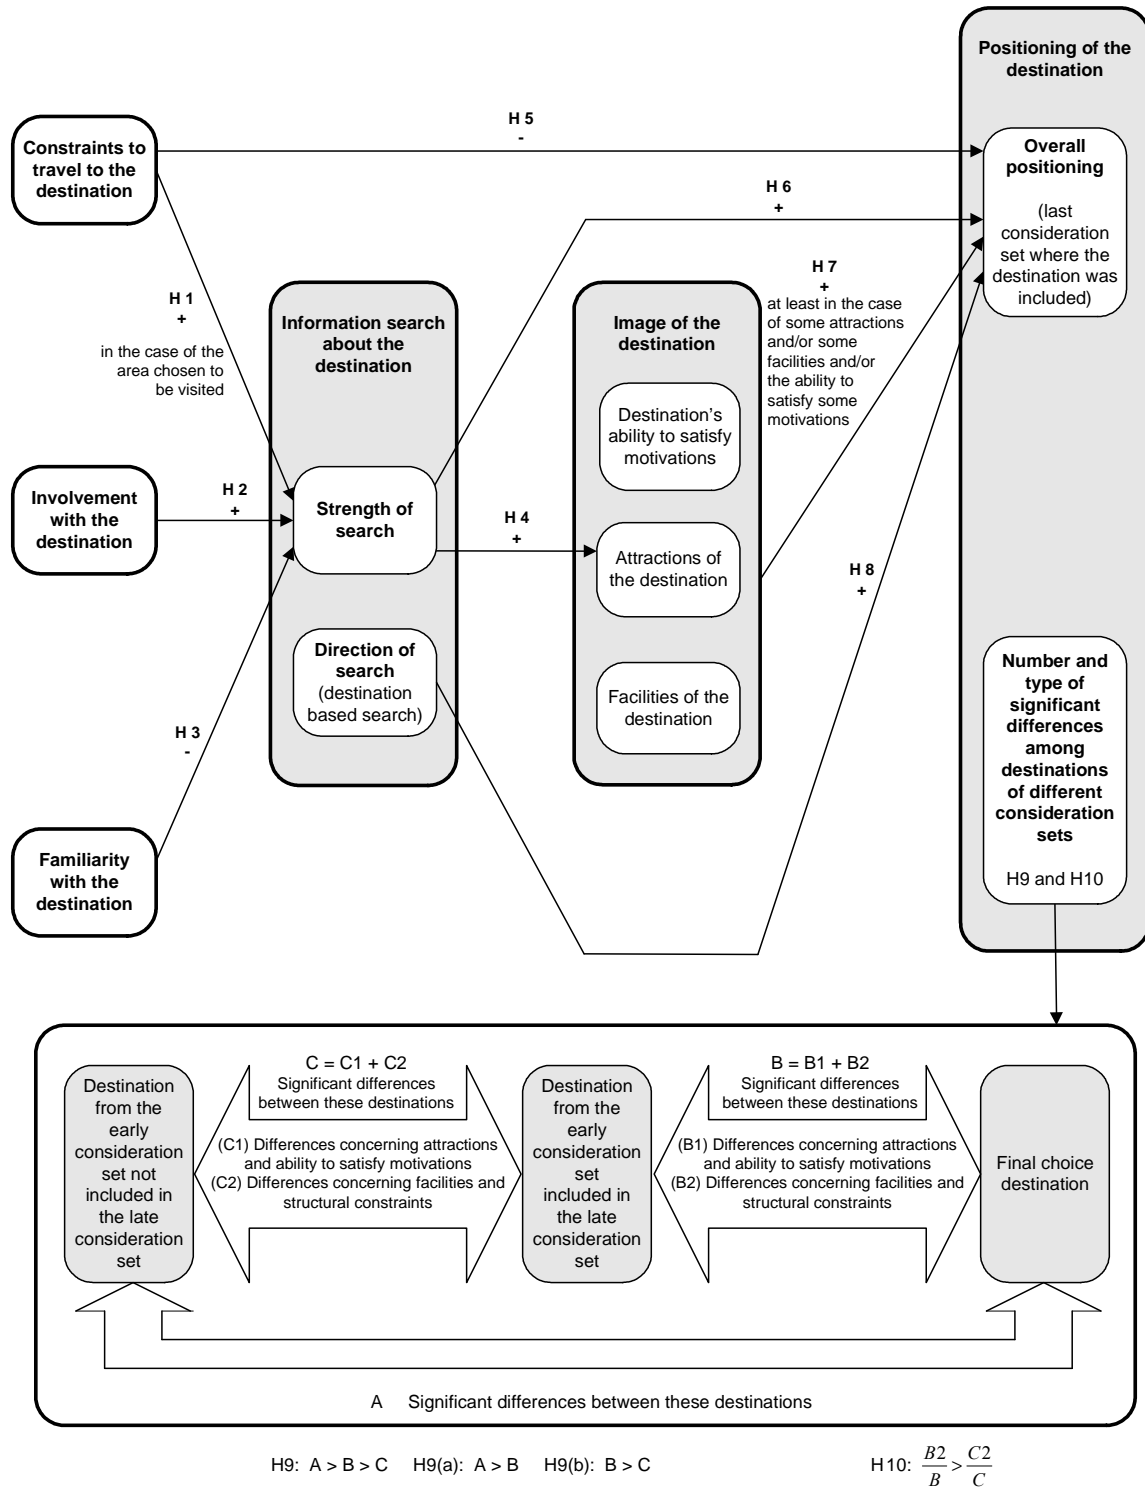 Positioning of the
destination
H 5
-
Constraints to
travel to the
destination
Overall
positioning
(last
consideration
set where the
destination was
included)
H 6
+
H 1
+
in the case of the
area chosen to
be visited
Information search
about the
destination
Image of the
destination
H 7
+
at least in the case
of some attractions
and/or some
facilities and/or
the ability to
satisfy some
motivations
Destination’s
ability to satisfy
motivations
Involvement
with the
destination
H 2
+
Strength of
search
H 4
+
Attractions of
the destination
H 8
+
Direction of
search
(destination
based search)
Facilities of the
destination
Number and
type of
significant
differences
among
destinations
of different
consideration
sets
H9 and H10
H 3
-
Familiarity
with the
destination
Destination
from the
early
consideration
set not
included in
the late
consideration
set
C = C1 + C2
Significant differences
between these destinations
(C1) Differences concerning attractions
and ability to satisfy motivations
(C2) Differences concerning facilities and
structural constraints
Destination
from the
early
consideration
set
included in
the late
consideration
set
B = B1 + B2
Significant differences
between these destinations
(B1) Differences concerning attractions
and ability to satisfy motivations
(B2) Differences concerning facilities and
structural constraints
Final choice
destination
A Significant differences between these destinations
H9: A > B > C H9(a): A > B H9(b): B > C
H10: B2/B > C2/C